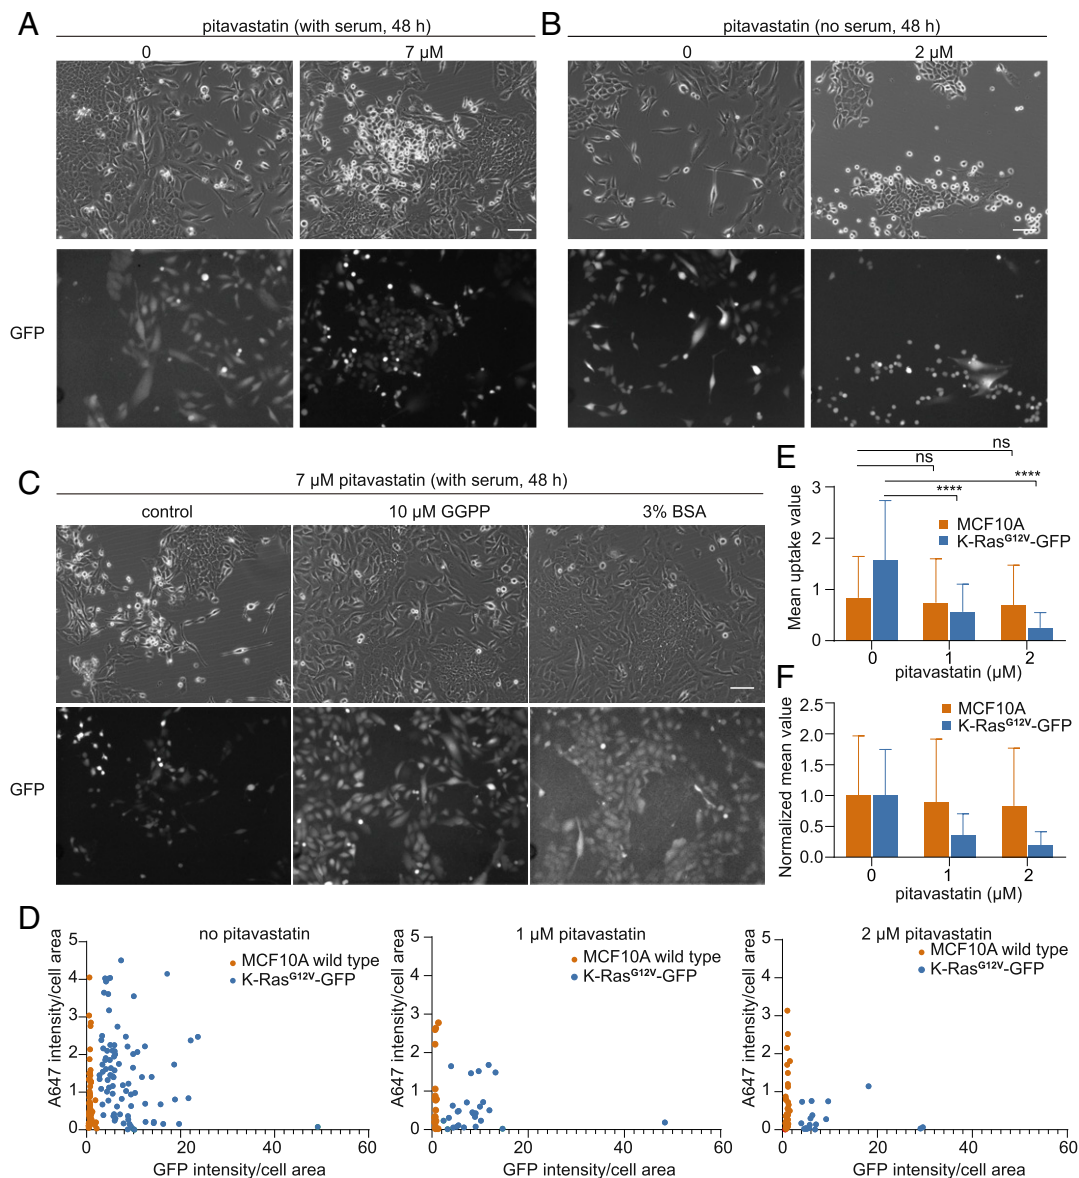 A
pitavastatin (with serum, 48 h)
0
7 µM
B
pitavastatin (no serum, 48 h)
0
2 µM
GFP
C
7 µM pitavastatin (with serum, 48 h)
control
10 µM GGPP
3% BSA
GFP
E
ns
ns
****
****
3
2
1
0
Mean uptake value
MCF10A
K-Rasᴳ¹²ⱽ-GFP
0
1
2
pitavastatin (µM)
F
2.5
2.0
1.5
1.0
0.5
0.0
Normalized mean value
MCF10A
K-Rasᴳ¹²ⱽ-GFP
0
1
2
pitavastatin (µM)
D
no pitavastatin
MCF10A wild type
K-Rasᴳ¹²ⱽ-GFP
A647 intensity/cell area
5
4
3
2
1
0
0
20
40
60
GFP intensity/cell area
1 µM pitavastatin
MCF10A wild type
K-Rasᴳ¹²ⱽ-GFP
A647 intensity/cell area
5
4
3
2
1
0
0
20
40
60
GFP intensity/cell area
2 µM pitavastatin
MCF10A wild type
K-Rasᴳ¹²ⱽ-GFP
A647 intensity/cell area
5
4
3
2
1
0
0
20
40
60
GFP intensity/cell area